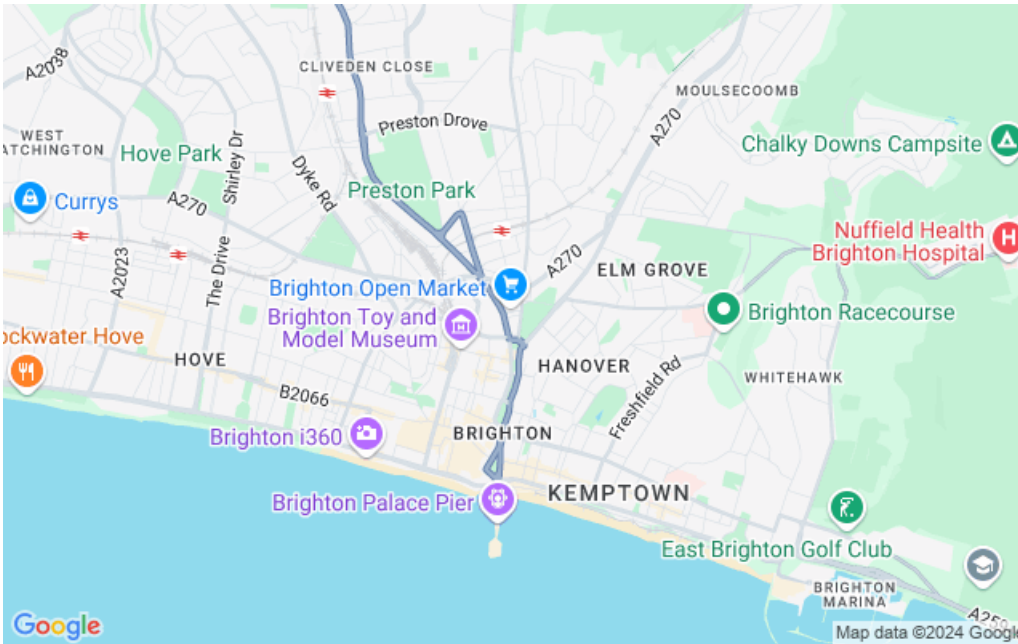 A2038
CLIVEDEN CLOSE
MOULSECOOMB
WEST
ATCHINGTON
Hove Park
Shirley Dr
Preston Drove
A270
Chalky Downs Campsite
Dyke Rd
Preston Park
Currys
A270
Nuffield Health
Brighton Hospital
H
A2023
The Drive
A270
ELM GROVE
Brighton Open Market
Brighton Toy and
Model Museum
Brighton Racecourse
ockwater Hove
HOVE
HANOVER
Freshfield Rd
WHITEHAWK
B2066
Brighton i360
BRIGHTON
Brighton Palace Pier
KEMPTOWN
East Brighton Golf Club
BRIGHTON
MARINA
A259
Google
Map data ©2024 Google